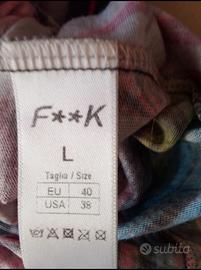 F**K
L
Taglia / Size
EU 40
USA 38
subito